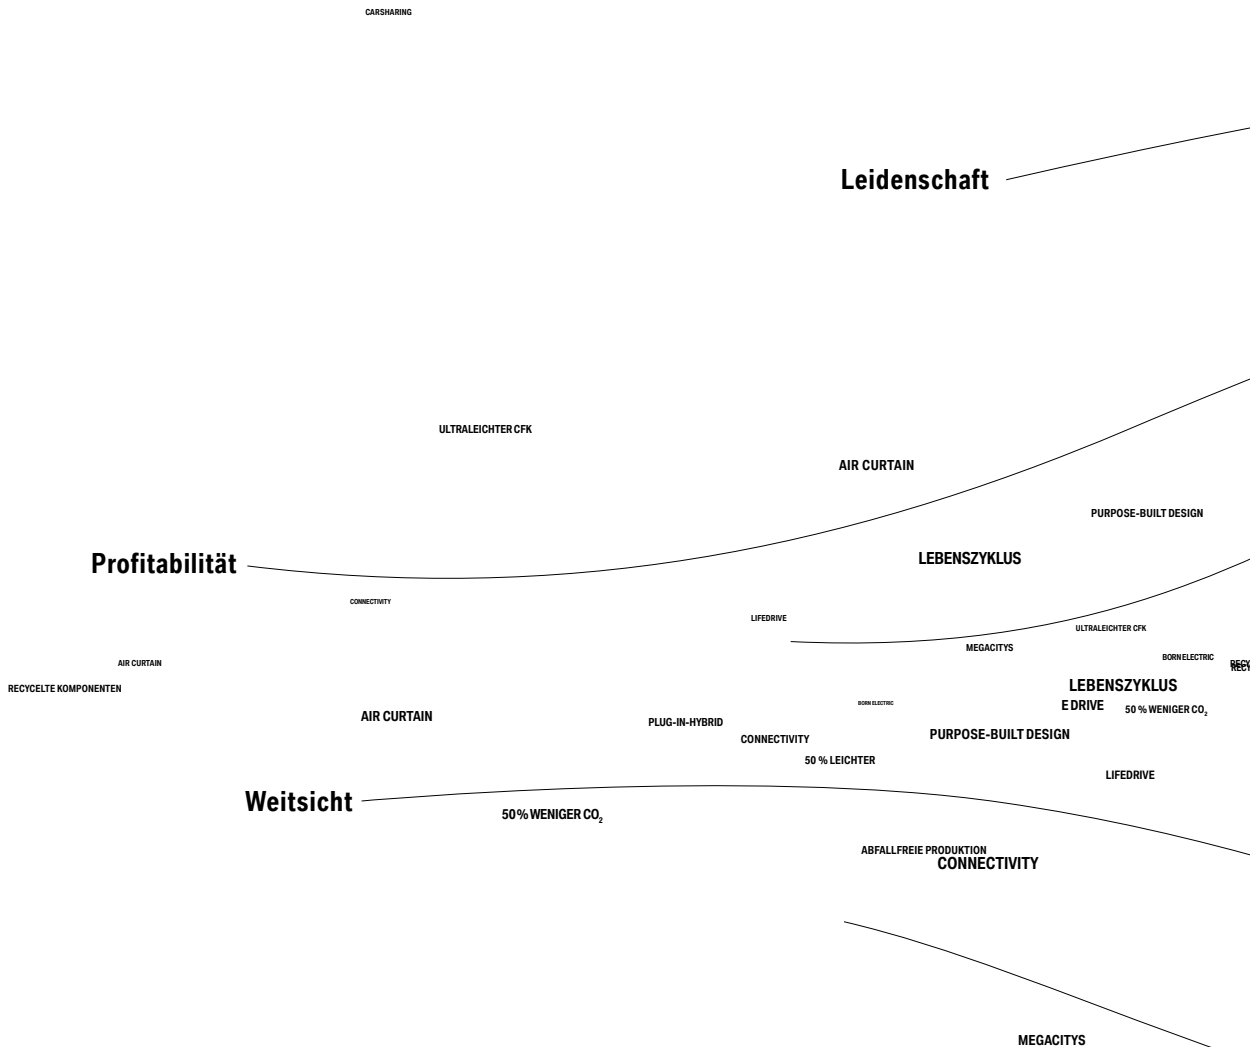 CARSHARING
Leidenschaft
ULTRALEICHTER CFK
AIR CURTAIN
PURPOSE-BUILT DESIGN
LEBENSZYKLUS
Profitabilität
CONNECTIVITY
LIFEDRIVE
ULTRALEICHTER CFK
MEGACITYS
BORN ELECTRIC
AIR CURTAIN
RECYCELTE KOMPONENTEN
LEBENSZYKLUS
BORN ELECTRIC
E DRIVE
50 % WENIGER CO₂
AIR CURTAIN
PLUG-IN-HYBRID
PURPOSE-BUILT DESIGN
CONNECTIVITY
50 % LEICHTER
LIFEDRIVE
Weitsicht
50 % WENIGER CO₂
ABFALLFREIE PRODUKTION
CONNECTIVITY
MEGACITYS